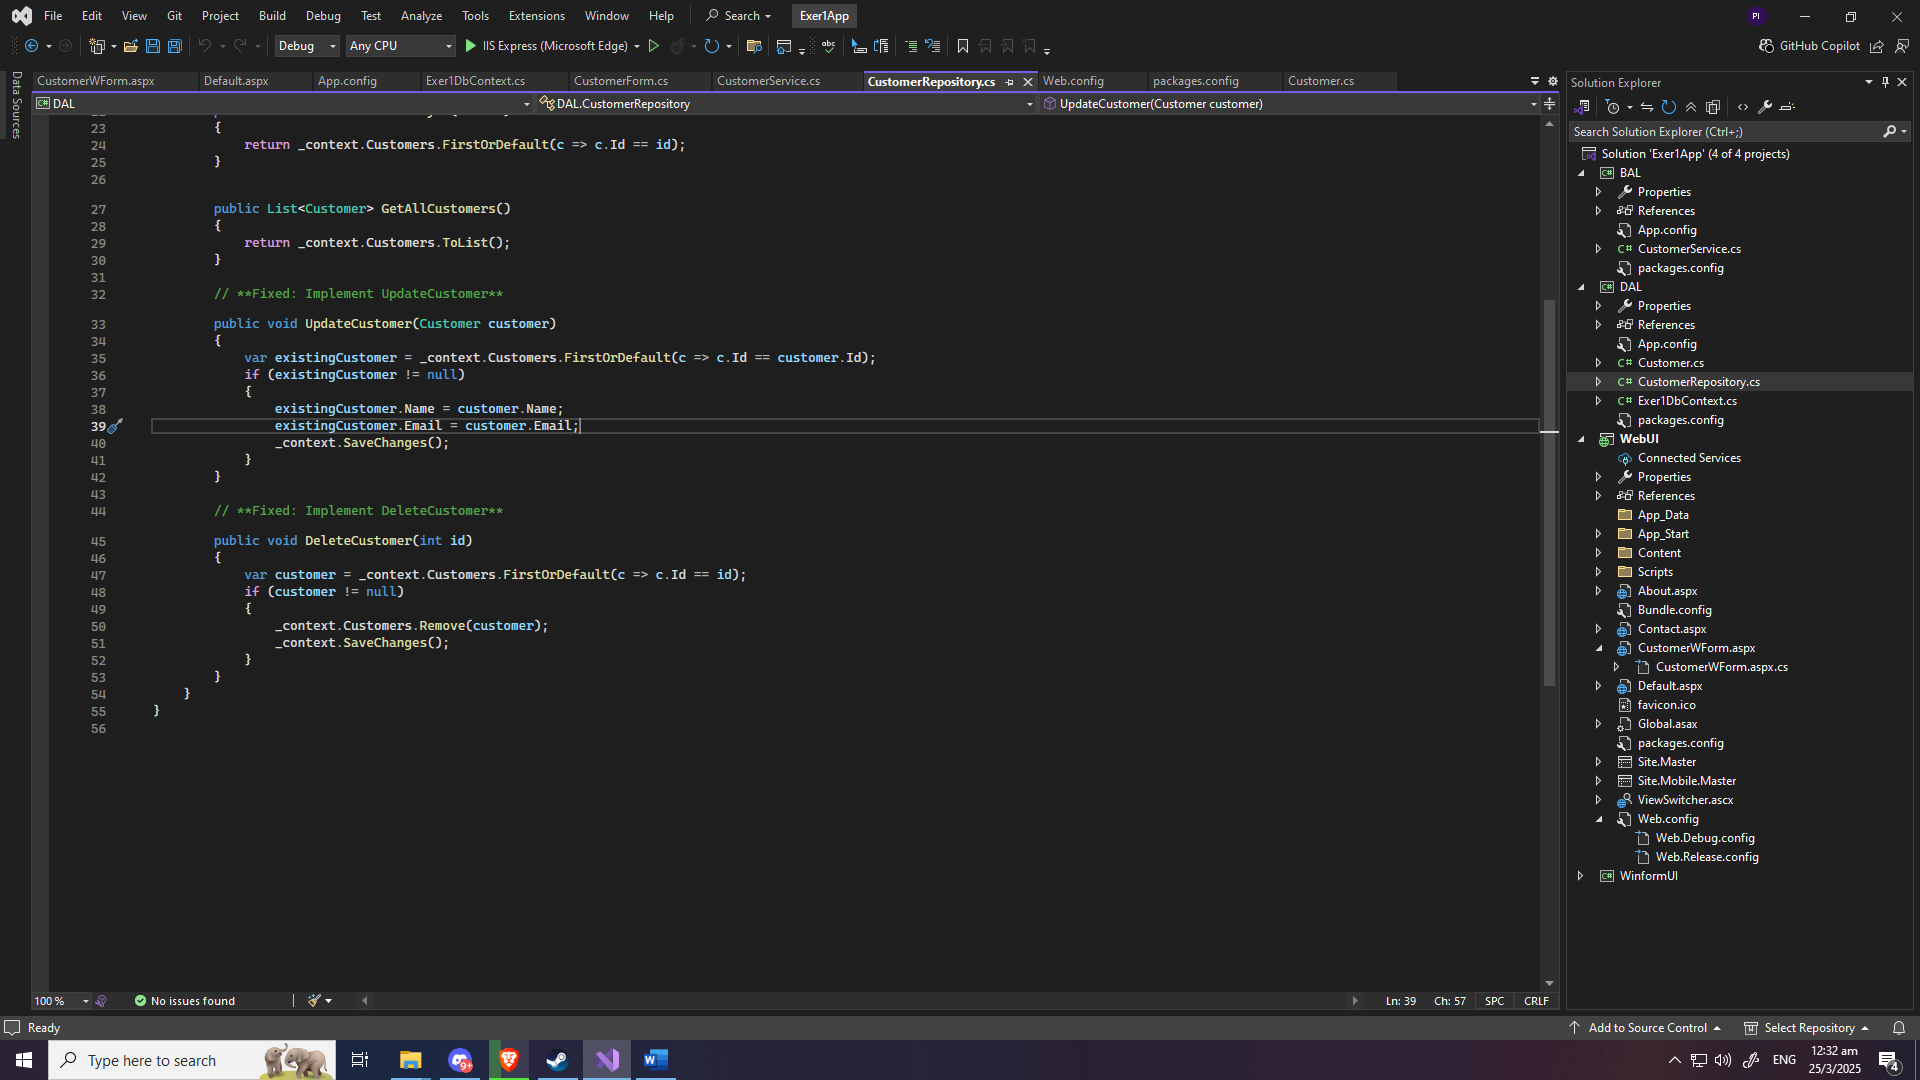 File Edit View Git Project Build Debug Test Analyze Tools Extensions Window Help Search Exer1App PI
Debug Any CPU IIS Express (Microsoft Edge) GitHub Copilot
Data Sources
CustomerWForm.aspx Default.aspx App.config Exer1DbContext.cs CustomerForm.cs CustomerService.cs CustomerRepository.cs Web.config packages.config Customer.cs
DAL DAL.CustomerRepository UpdateCustomer(Customer customer)
23 {
24 return _context.Customers.FirstOrDefault(c => c.Id == id);
25 }
26
27 public List<Customer> GetAllCustomers()
28 {
29 return _context.Customers.ToList();
30 }
31
32 // **Fixed: Implement UpdateCustomer**
33 public void UpdateCustomer(Customer customer)
34 {
35 var existingCustomer = _context.Customers.FirstOrDefault(c => c.Id == customer.Id);
36 if (existingCustomer != null)
37 {
38 existingCustomer.Name = customer.Name;
39 existingCustomer.Email = customer.Email;
40 _context.SaveChanges();
41 }
42 }
43
44 // **Fixed: Implement DeleteCustomer**
45 public void DeleteCustomer(int id)
46 {
47 var customer = _context.Customers.FirstOrDefault(c => c.Id == id);
48 if (customer != null)
49 {
50 _context.Customers.Remove(customer);
51 _context.SaveChanges();
52 }
53 }
54 }
55 }
56
100 % No issues found Ln: 39 Ch: 57 SPC CRLF
Solution Explorer
Search Solution Explorer (Ctrl+;)
Solution 'Exer1App' (4 of 4 projects)
C# BAL
Properties
References
App.config
C# CustomerService.cs
packages.config
C# DAL
Properties
References
App.config
C# Customer.cs
C# CustomerRepository.cs
C# Exer1DbContext.cs
packages.config
WebUI
Connected Services
Properties
References
App_Data
App_Start
Content
Scripts
About.aspx
Bundle.config
Contact.aspx
CustomerWForm.aspx
CustomerWForm.aspx.cs
Default.aspx
favicon.ico
Global.asax
packages.config
Site.Master
Site.Mobile.Master
ViewSwitcher.ascx
Web.config
Web.Debug.config
Web.Release.config
C# WinformUI
Ready Add to Source Control Select Repository
Type here to search 9+ ENG 12:32 am
25/3/2025 4